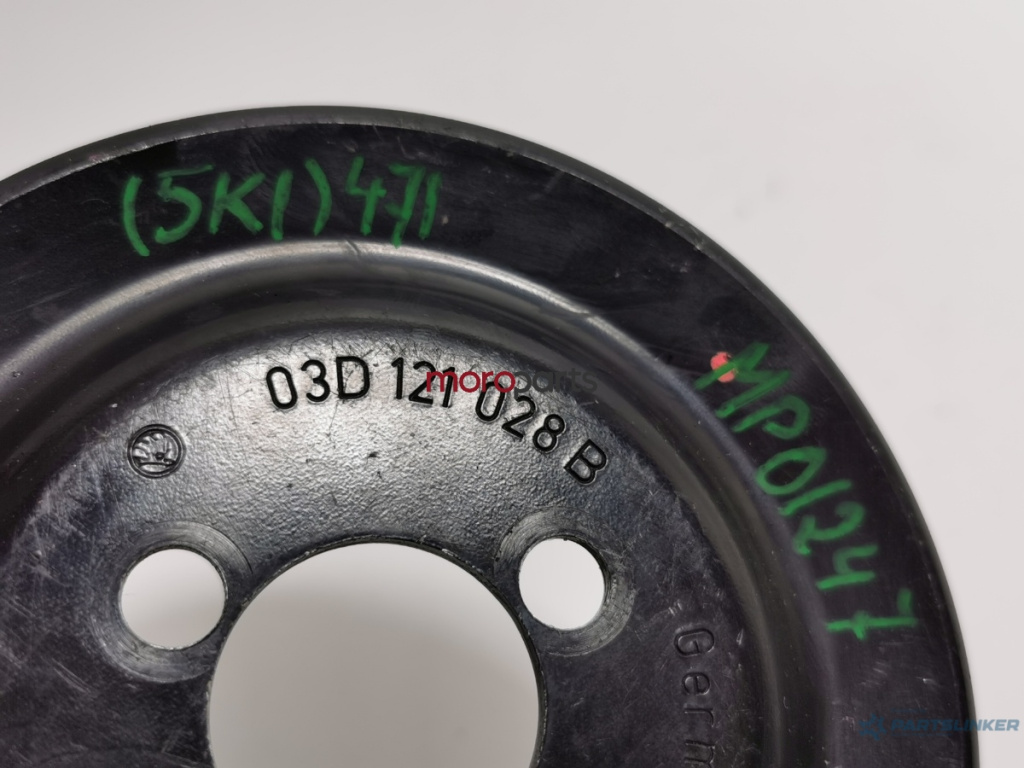 (5K1)471
03D 121 028 B
moroparts
MP01247
Germ
PARTSLINKER